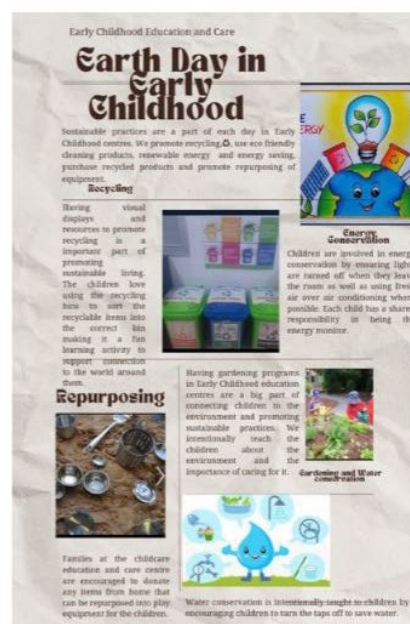 Early Childhood Education and Care
Earth Day in
Early
Childhood
Sustainable practices are a part of each day in Early
Childhood centres. We promote recycling♻, use eco friendly
cleaning products, renewable energy and energy saving,
purchase recycled products and promote repurposing of
equipment.
Recycling
Having visual
displays and
resources to promote
recycling is a
important part of
promoting
sustainable living.
The children love
using the recycling
bins to sort the
recyclable items into
the correct bin
making it a fun
learning activity to
support connection
to the world around
them.
ERGY
Energy
Conservation
Children are involved in energ
conservation by ensuring ligh
are turned off when they leav
the room as well as using fres
air over air conditioning when
possible. Each child has a share
responsibility in being th
energy monitor.
Repurposing
Having gardening programs
in Early Childhood education
centres are a big part of
connecting children to the
environment and promoting
sustainable practices. We
intentionally teach the
children about the
environment and the
importance of caring for it.
Gardening and Water
conservation
Families at the childcare
education and care centre
are encouraged to donate
any items from home that
can be repurposed into play
equipment for the children.
Water conservation is intentionally taught to children by
encouraging children to turn the taps off to save water.